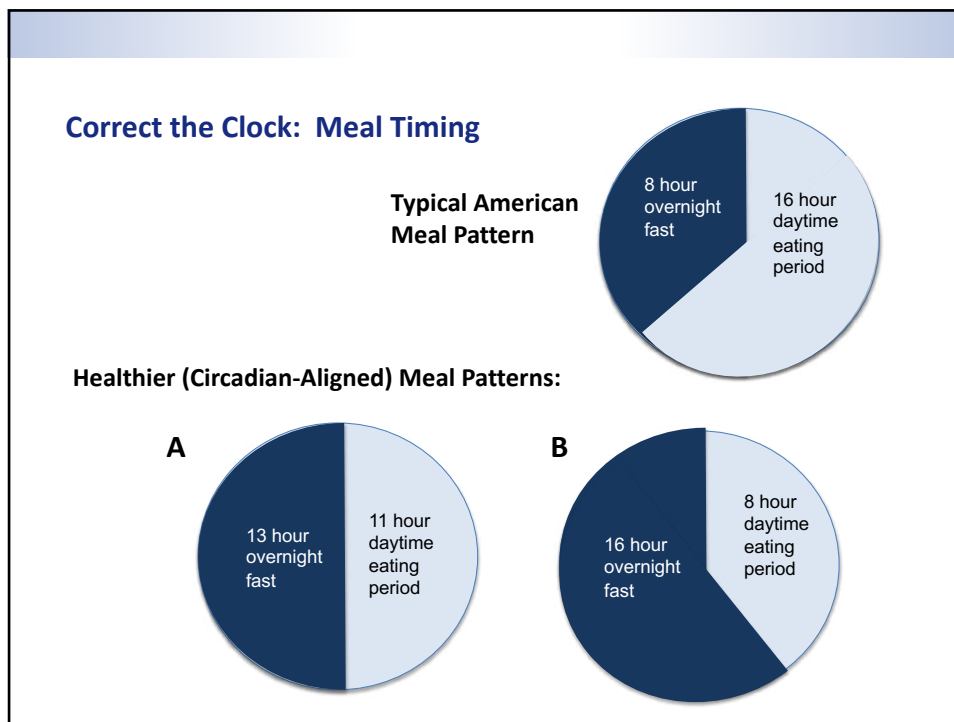 Correct the Clock: Meal Timing
Typical American
Meal Pattern
8 hour
overnight
fast
16 hour
daytime
eating
period
Healthier (Circadian-Aligned) Meal Patterns:
A
13 hour
overnight
fast
11 hour
daytime
eating
period
B
16 hour
overnight
fast
8 hour
daytime
eating
period